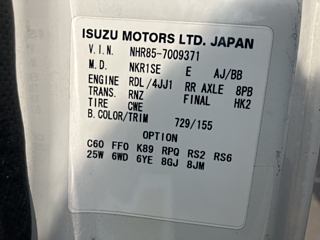 ISUZU MOTORS LTD. JAPAN
V. I. N. NHR85-7009371
M. D. NKR1SE E AJ/BB
ENGINE RDL /4JJ1 RR AXLE 8PB
TRANS. RNZ FINAL HK2
TIRE CWE
B. COLOR/TRIM 729/155
OPTION
C60 FF0 K89 RPQ RS2 RS6
25W 6WD 6YE 8GJ 8JM